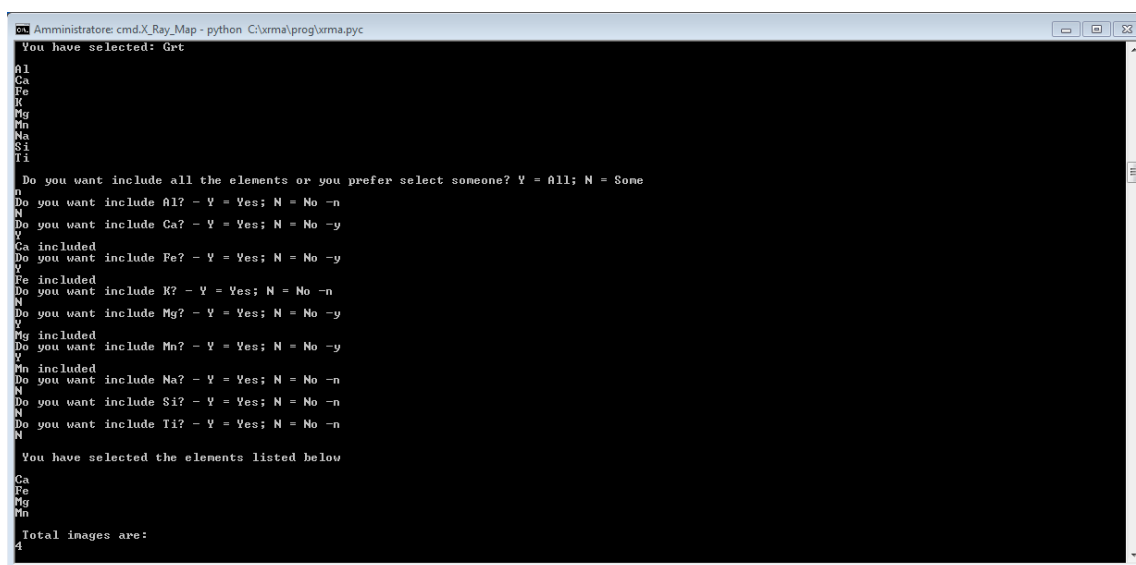 Amministratore: cmd.X_Ray_Map - python C:\xrma\prog\xrma.pyc
You have selected: Grt
Al
Ca
Fe
K
Mg
Mn
Na
Si
Ti
Do you want include all the elements or you prefer select someone? Y = All; N = Some
n
Do you want include Al? - Y = Yes; N = No -n
N
Do you want include Ca? - Y = Yes; N = No -y
Y
Ca included
Do you want include Fe? - Y = Yes; N = No -y
Y
Fe included
Do you want include K? - Y = Yes; N = No -n
N
Do you want include Mg? - Y = Yes; N = No -y
Y
Mg included
Do you want include Mn? - Y = Yes; N = No -y
Y
Mn included
Do you want include Na? - Y = Yes; N = No -n
N
Do you want include Si? - Y = Yes; N = No -n
N
Do you want include Ti? - Y = Yes; N = No -n
N
You have selected the elements listed below
Ca
Fe
Mg
Mn
Total images are:
4